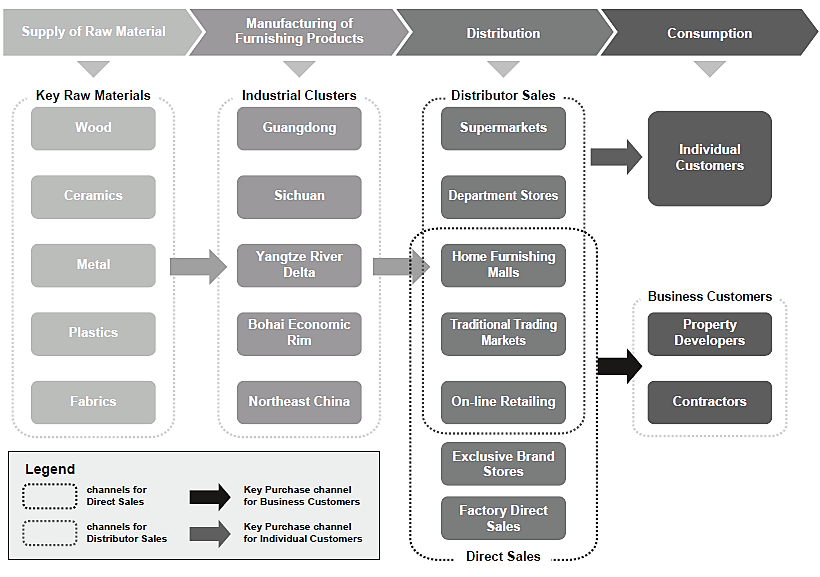 Supply of Raw Material
Manufacturing of
Furnishing Products
Distribution
Consumption
Key Raw Materials
Wood
Ceramics
Metal
Plastics
Fabrics
Industrial Clusters
Guangdong
Sichuan
Yangtze River
Delta
Bohai Economic
Rim
Northeast China
Distributor Sales
Supermarkets
Department Stores
Home Furnishing
Malls
Traditional Trading
Markets
On-line Retailing
Exclusive Brand
Stores
Factory Direct
Sales
Direct Sales
Individual
Customers
Business Customers
Property
Developers
Contractors
Legend
channels for
Direct Sales
Key Purchase channel
for Business Customers
channels for
Distributor Sales
Key Purchase channel
for Individual Customers